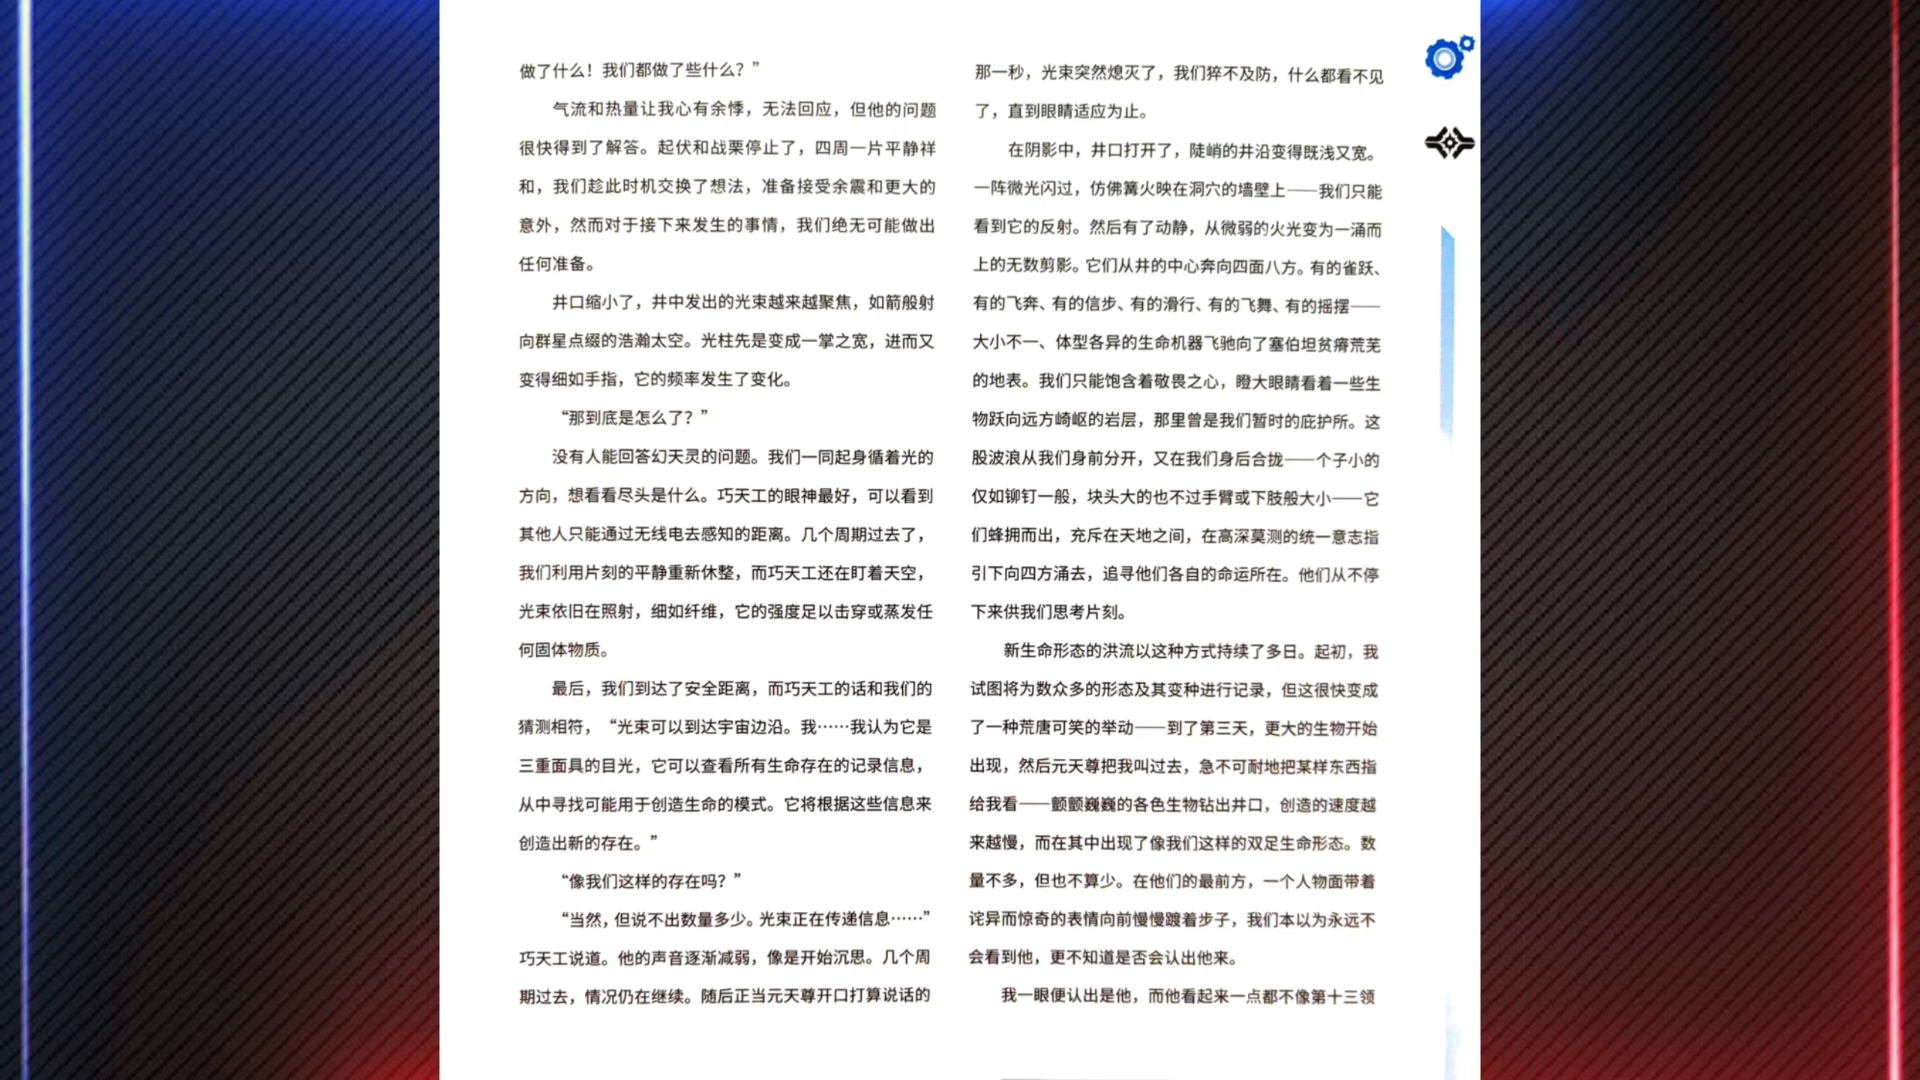 做了什么！我们都做了些什么？”
气流和热量让我心有余悸，无法回应，但他的问题
很快得到了解答。起伏和战栗停止了，四周一片平静祥
和，我们趁此时机交换了想法，准备接受余震和更大的
意外，然而对于接下来发生的事情，我们绝无可能做出
任何准备。
井口缩小了，井中发出的光束越来越聚焦，如箭般射
向群星点缀的浩瀚太空。光柱先是变成一掌之宽，进而又
变得细如手指，它的频率发生了变化。
“那到底是怎么了？”
没有人能回答幻天灵的问题。我们一同起身循着光的
方向，想看看尽头是什么。巧天工的眼神最好，可以看到
其他人只能通过无线电去感知的距离。几个周期过去了，
我们利用片刻的平静重新休整，而巧天工还在盯着天空，
光束依旧在照射，细如纤维，它的强度足以击穿或蒸发任
何固体物质。
最后，我们到达了安全距离，而巧天工的话和我们的
猜测相符，“光束可以到达宇宙边沿。我……我认为它是
三重面具的目光，它可以查看所有生命存在的记录信息，
从中寻找可能用于创造生命的模式。它将根据这些信息来
创造出新的存在。”
“像我们这样的存在吗？”
“当然，但说不出数量多少。光束正在传递信息……”
巧天工说道。他的声音逐渐减弱，像是开始沉思。几个周
期过去，情况仍在继续。随后正当元天尊开口打算说话的
那一秒，光束突然熄灭了，我们猝不及防，什么都看不见
了，直到眼睛适应为止。
在阴影中，井口打开了，陡峭的井沿变得既浅又宽。
一阵微光闪过，仿佛篝火映在洞穴的墙壁上——我们只能
看到它的反射。然后有了动静，从微弱的火光变为一涌而
上的无数剪影。它们从井的中心奔向四面八方。有的雀跃、
有的飞奔、有的信步、有的滑行、有的飞舞、有的摇摆——
大小不一、体型各异的生命机器飞驰向了塞伯坦贫瘠荒芜
的地表。我们只能饱含着敬畏之心，瞪大眼睛看着一些生
物跃向远方崎岖的岩层，那里曾是我们暂时的庇护所。这
股波浪从我们身前分开，又在我们身后合拢——个子小的
仅如铆钉一般，块头大的也不过手臂或下肢般大小——它
们蜂拥而出，充斥在天地之间，在高深莫测的统一意志指
引下向四方涌去，追寻他们各自的命运所在。他们从不停
下来供我们思考片刻。
新生命形态的洪流以这种方式持续了多日。起初，我
试图将为数众多的形态及其变种进行记录，但这很快变成
了一种荒唐可笑的举动——到了第三天，更大的生物开始
出现，然后元天尊把我叫过去，急不可耐地把某样东西指
给我看——颤颤巍巍的各色生物钻出井口，创造的速度越
来越慢，而在其中出现了像我们这样的双足生命形态。数
量不多，但也不算少。在他们的最前方，一个人物面带着
诧异而惊奇的表情向前慢慢踱着步子，我们本以为永远不
会看到他，更不知道是否会认出他来。
我一眼便认出是他，而他看起来一点都不像第十三领